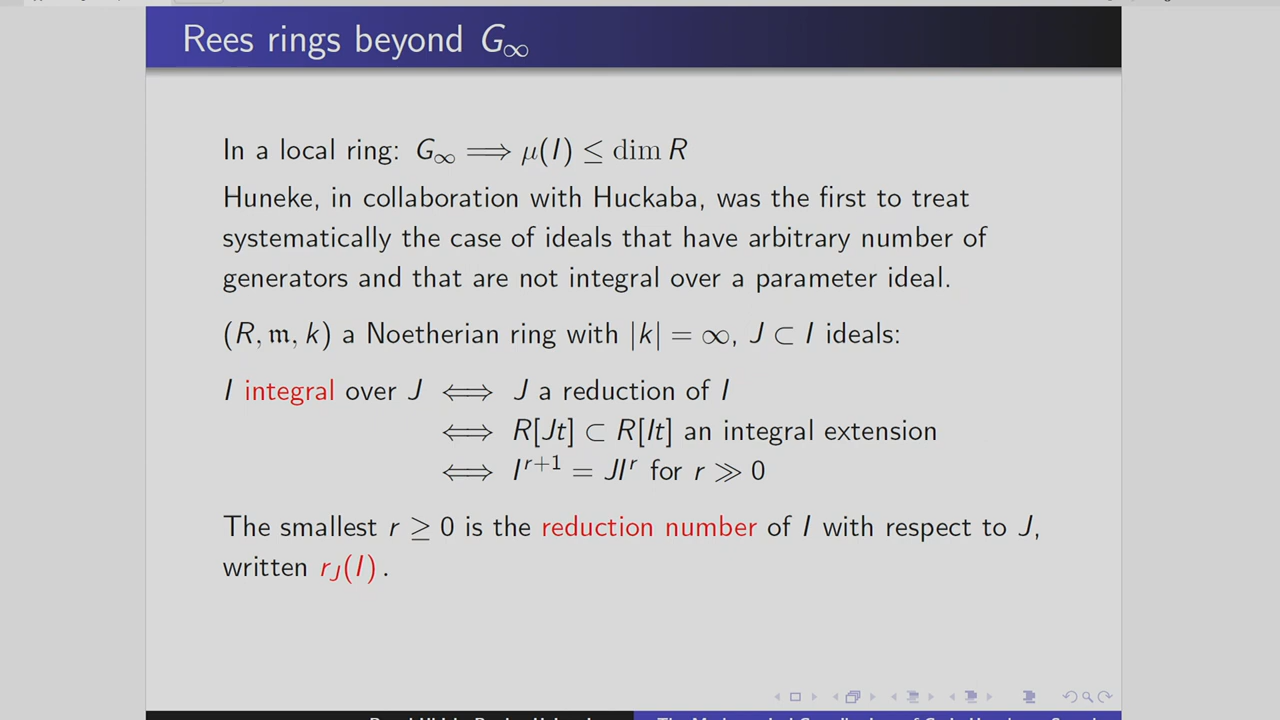 Rees rings beyond G∞
In a local ring: G∞ ⟹ μ(I) ≤ dim R
Huneke, in collaboration with Huckaba, was the first to treat
systematically the case of ideals that have arbitrary number of
generators and that are not integral over a parameter ideal.
(R, 𝔪, k) a Noetherian ring with |k| = ∞, J ⊂ I ideals:
I integral over J ⟺ J a reduction of I
⟺ R[Jt] ⊂ R[It] an integral extension
⟺ I^{r+1} = JI^r for r ≫ 0
The smallest r ≥ 0 is the reduction number of I with respect to J,
written r_J(I).